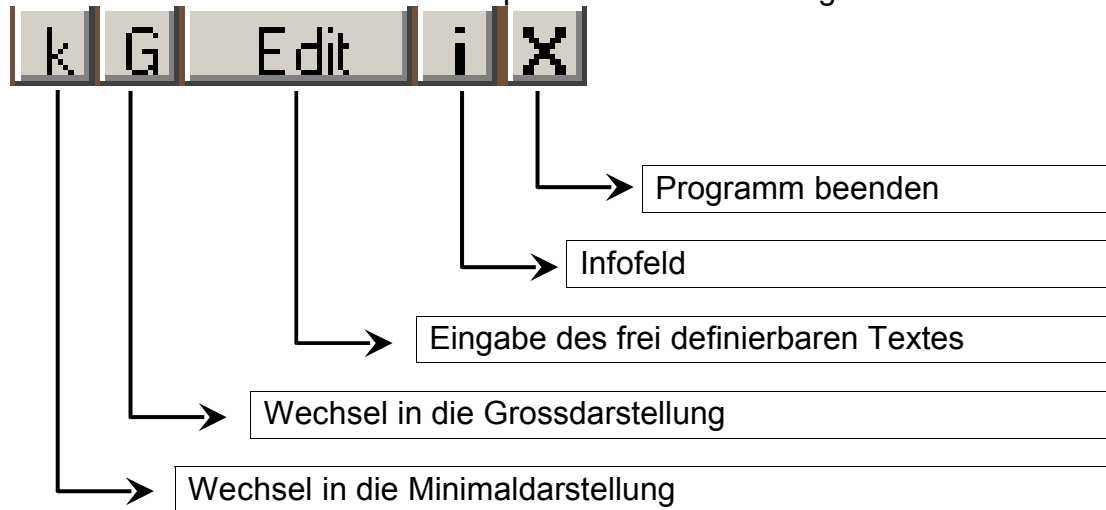 k G Edit i X
Programm beenden
Infofeld
Eingabe des frei definierbaren Textes
Wechsel in die Grossdarstellung
Wechsel in die Minimaldarstellung